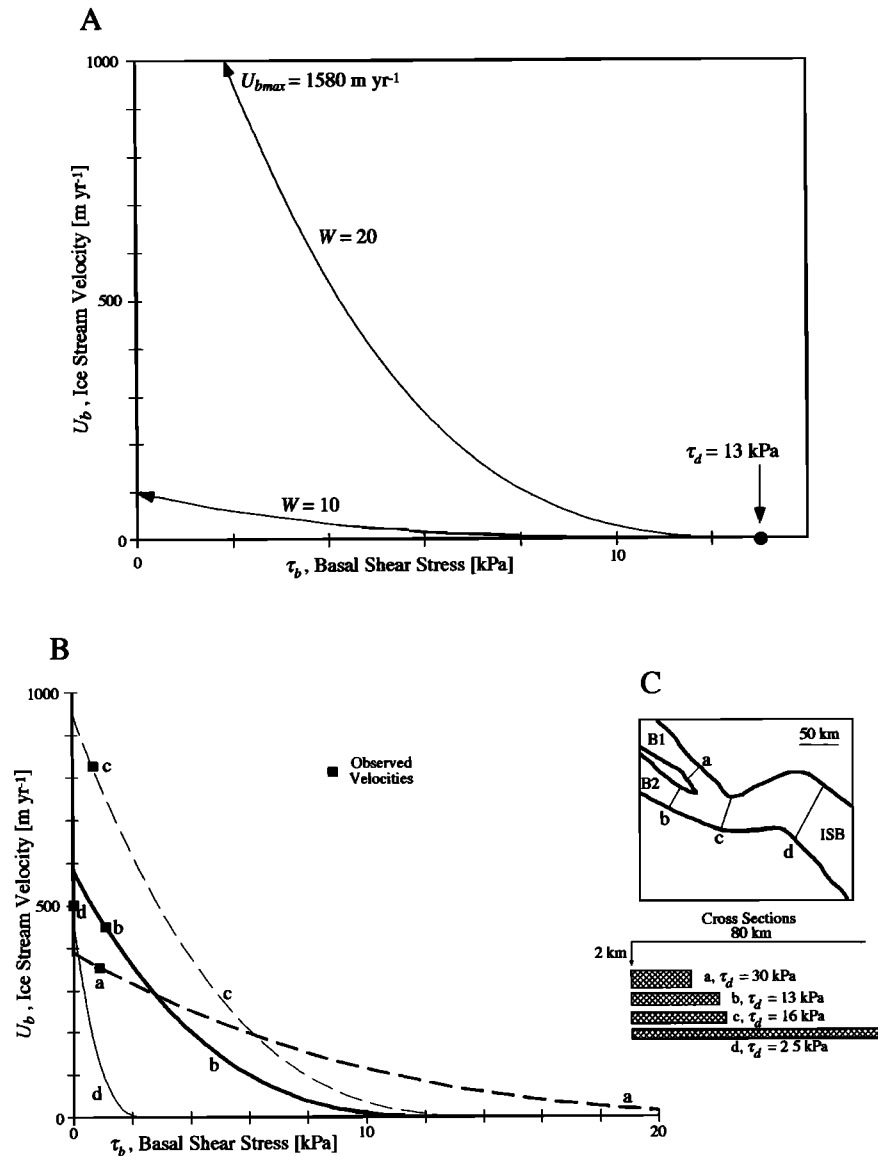 A
1000
U_bmax = 1580 m yr⁻¹
U_b , Ice Stream Velocity [m yr⁻¹]
W = 20
500
τ_d = 13 kPa
W = 10
0
0
10
τ_b , Basal Shear Stress [kPa]
B
1000
c
Observed
Velocities
U_b , Ice Stream Velocity [m yr⁻¹]
500
d
b
a
c
b
d
a
0
0
10
20
τ_b , Basal Shear Stress [kPa]
C
B1
50 km
a
B2
b
c
d
ISB
Cross Sections
80 km
2 km
a, τ_d = 30 kPa
b, τ_d = 13 kPa
c, τ_d = 16 kPa
d, τ_d = 2 5 kPa